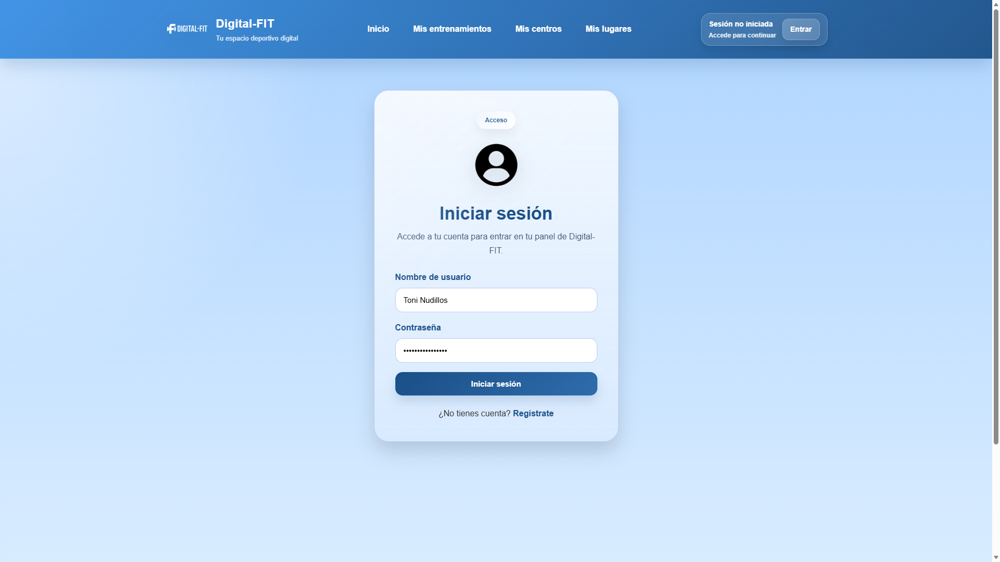 DIGITAL-FIT
Digital-FIT
Tu espacio deportivo digital
Inicio
Mis entrenamientos
Mis centros
Mis lugares
Sesión no iniciada
Accede para continuar
Entrar
Acceso
Iniciar sesión
Accede a tu cuenta para entrar en tu panel de Digital-
FIT.
Nombre de usuario
Toni Nudillos
Contraseña
••••••••••••••••
Iniciar sesión
¿No tienes cuenta? Regístrate